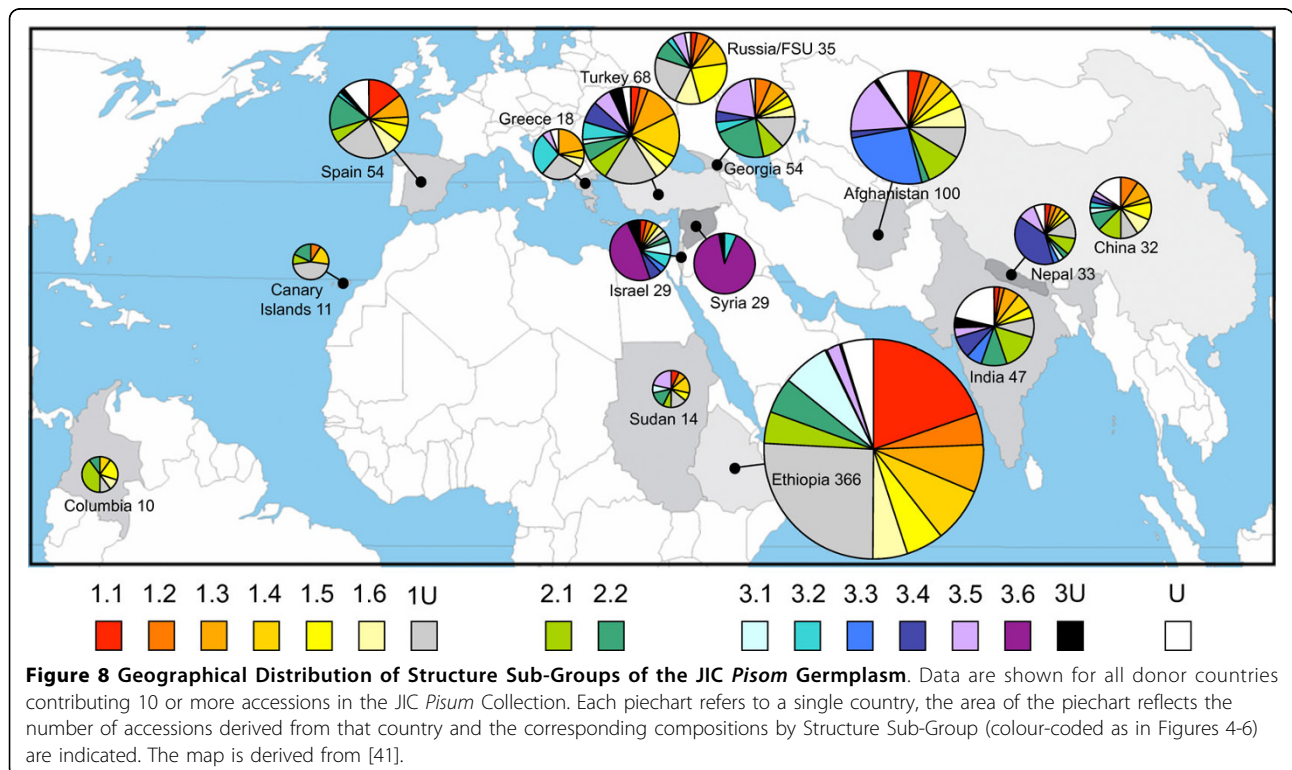 Russia/FSU 35
Turkey 68
Greece 18
Spain 54
Georgia 54
Afghanistan 100
China 32
Nepal 33
Israel 29
Syria 29
Canary
Islands 11
India 47
Sudan 14
Ethiopia 366
Columbia 10
1.1 1.2 1.3 1.4 1.5 1.6 1U 2.1 2.2 3.1 3.2 3.3 3.4 3.5 3.6 3U U
Figure 8 Geographical Distribution of Structure Sub-Groups of the JIC Pisom Germplasm. Data are shown for all donor countries
contributing 10 or more accessions in the JIC Pisum Collection. Each piechart refers to a single country, the area of the piechart reflects the
number of accessions derived from that country and the corresponding compositions by Structure Sub-Group (colour-coded as in Figures 4-6)
are indicated. The map is derived from [41].